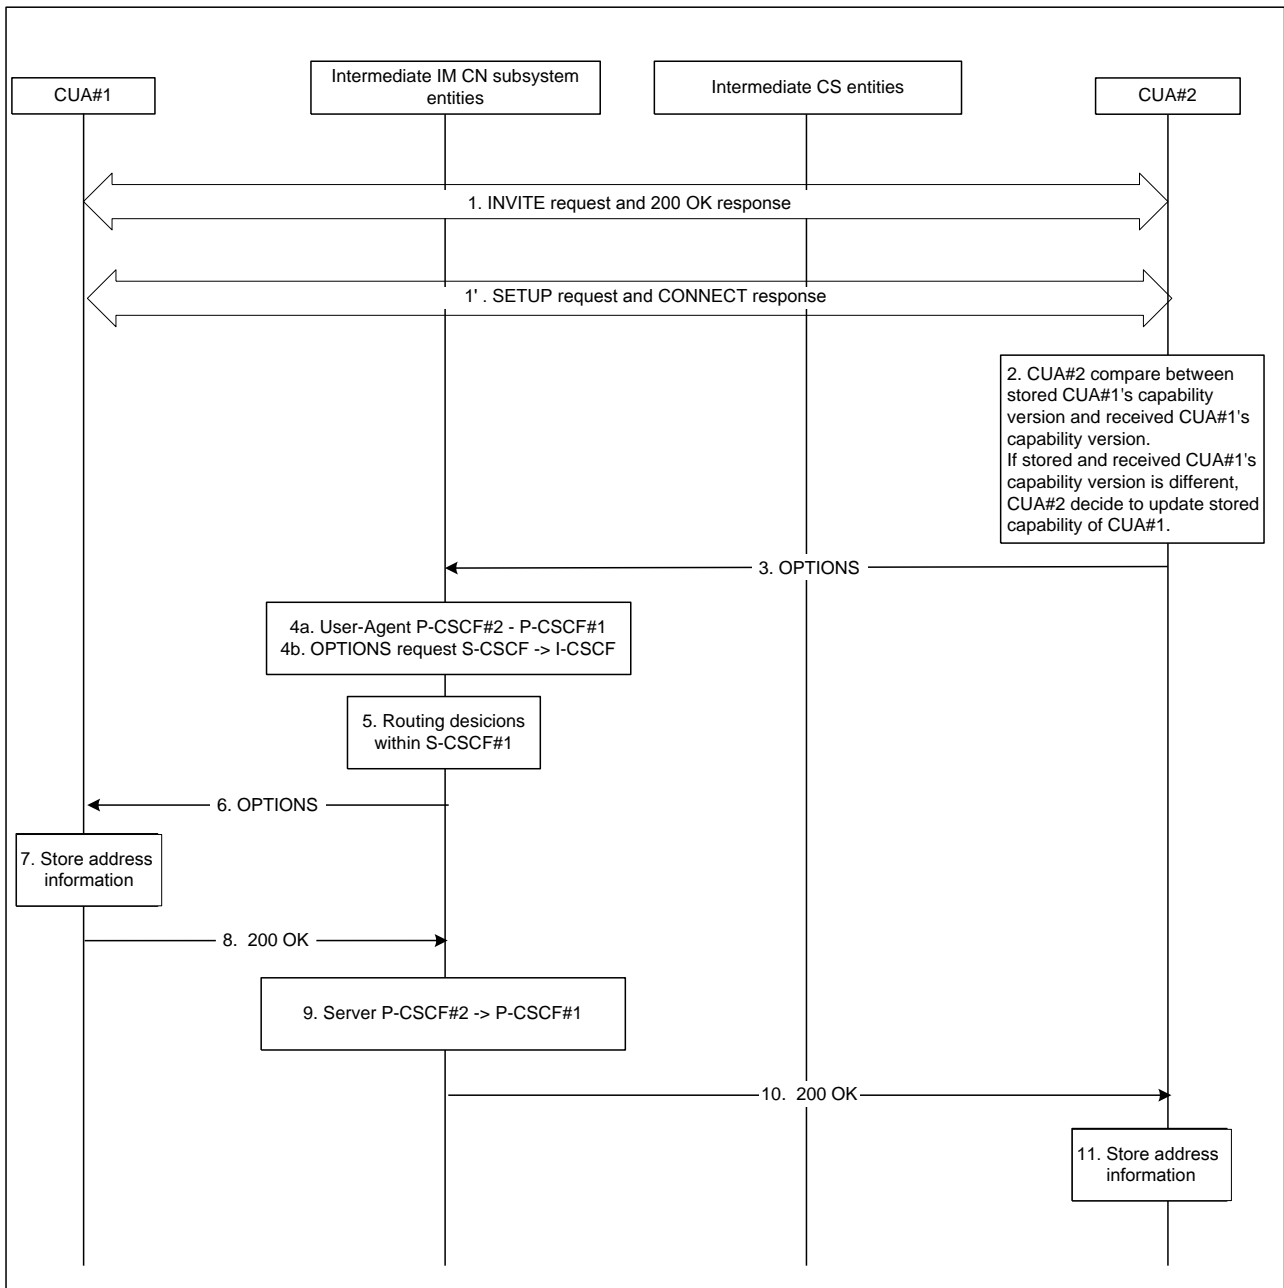 CUA#1
Intermediate IM CN subsystem
entities
Intermediate CS entities
CUA#2
1. INVITE request and 200 OK response
1' . SETUP request and CONNECT response
2. CUA#2 compare between
stored CUA#1's capability
version and received CUA#1's
capability version.
If stored and received CUA#1's
capability version is different,
CUA#2 decide to update stored
capability of CUA#1.
3. OPTIONS
4a. User-Agent P-CSCF#2 - P-CSCF#1
4b. OPTIONS request S-CSCF -> I-CSCF
5. Routing desicions
within S-CSCF#1
6. OPTIONS
7. Store address
information
8. 200 OK
9. Server P-CSCF#2 -> P-CSCF#1
10. 200 OK
11. Store address
information